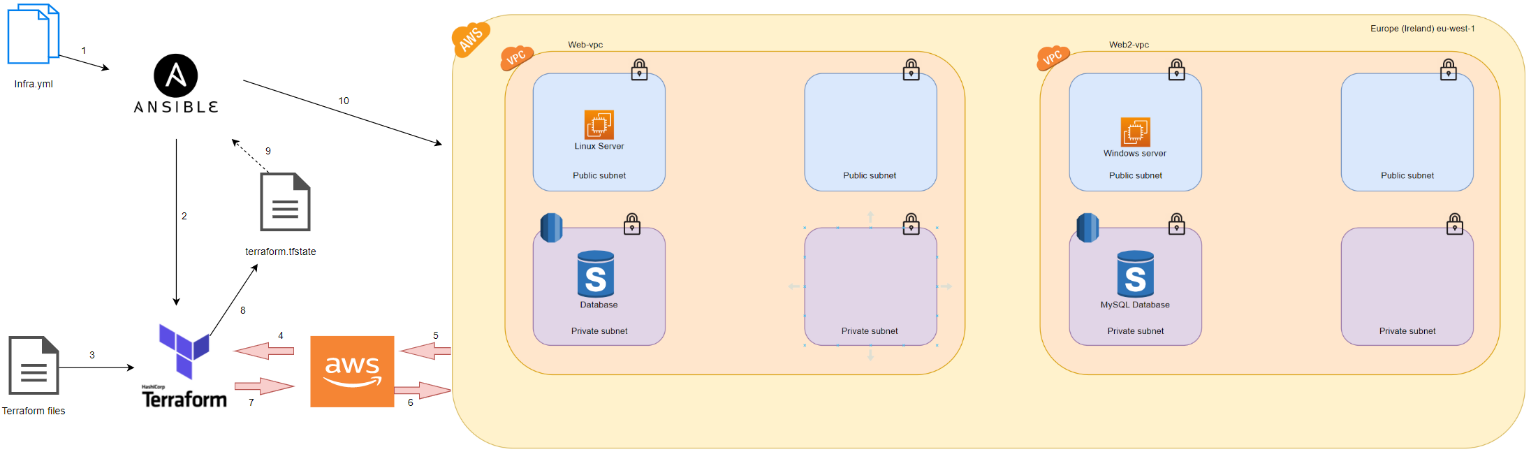 Infra.yml
1
ANSIBLE
10
2
9
terraform.tfstate
8
3
Terraform files
HashiCorp
Terraform
4
7
aws
5
6
AWS
Europe (Ireland) eu-west-1
VPC
Web-vpc
Linux Server
Public subnet
Public subnet
S
Database
Private subnet
Private subnet
VPC
Web2-vpc
Windows server
Public subnet
Public subnet
S
MySQL Database
Private subnet
Private subnet